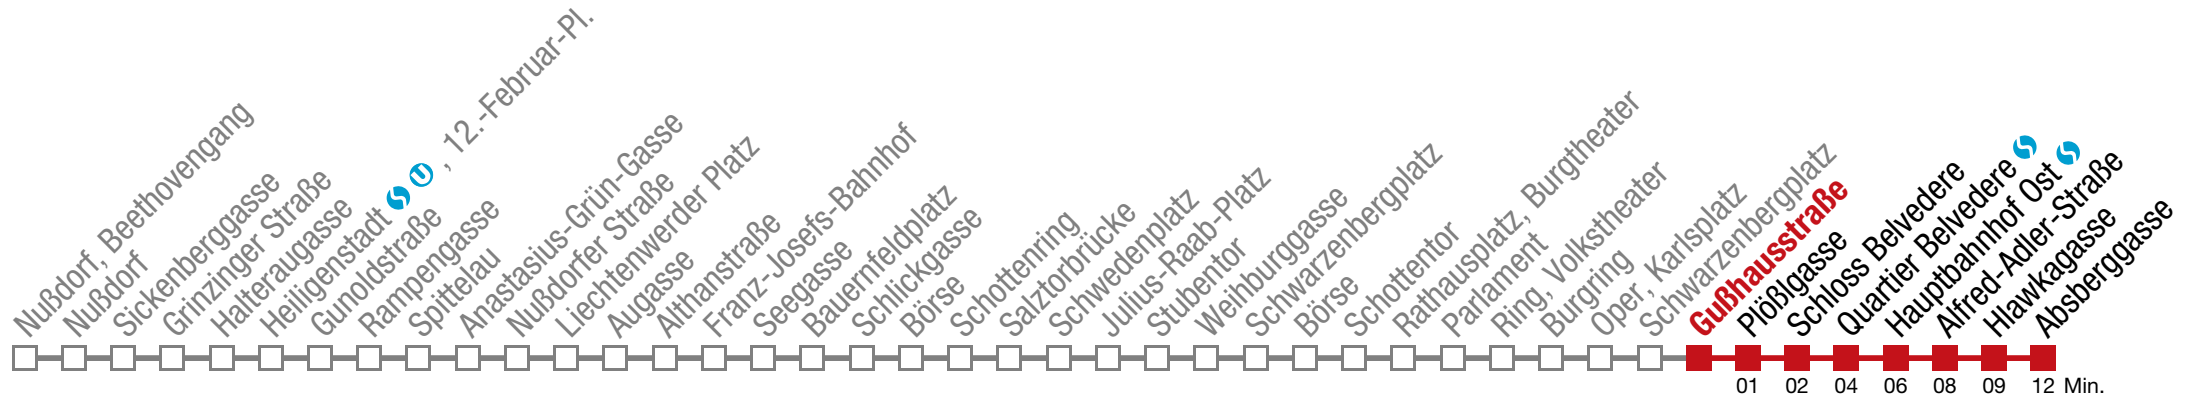 Nußdorf, Beethovengang
Nußdorf
Sickenberggasse
Grinzinger Straße
Halteraugasse
Heiligenstadt S U , 12.-Februar-Pl.
Gunoldstraße
Rampengasse
Spittelau
Anastasius-Grün-Gasse
Nußdorfer Straße
Liechtenwerder Platz
Augasse
Althanstraße
Franz-Josefs-Bahnhof
Seegasse
Bauernfeldplatz
Schlickgasse
Börse
Schottenring
Salztorbrücke
Schwedenplatz
Julius-Raab-Platz
Stubentor
Weihburggasse
Schwarzenbergplatz
Börse
Schottentor
Rathausplatz, Burgtheater
Parlament
Ring, Volkstheater
Burgring
Oper, Karlsplatz
Schwarzenbergplatz
Gußhausstraße
Plößlgasse
Schloss Belvedere
Quartier Belvedere S
Hauptbahnhof Ost S
Alfred-Adler-Straße
Hlawkagasse
Absberggasse
01 02 04 06 08 09 12 Min.